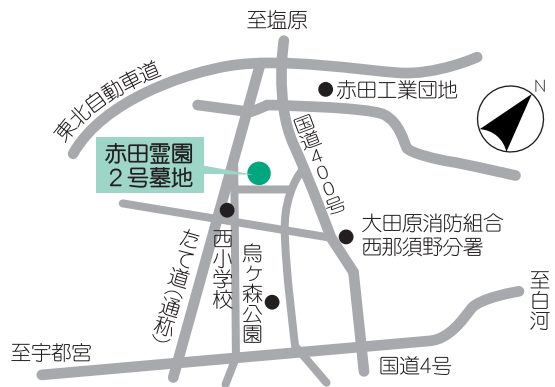 至塩原
N
東北自動車道
赤田工業団地
国道400号
赤田霊園
2号墓地
大田原消防組合
西那須野分署
西小学校
烏ヶ森公園
たて道(通称)
至白河
至宇都宮
国道4号